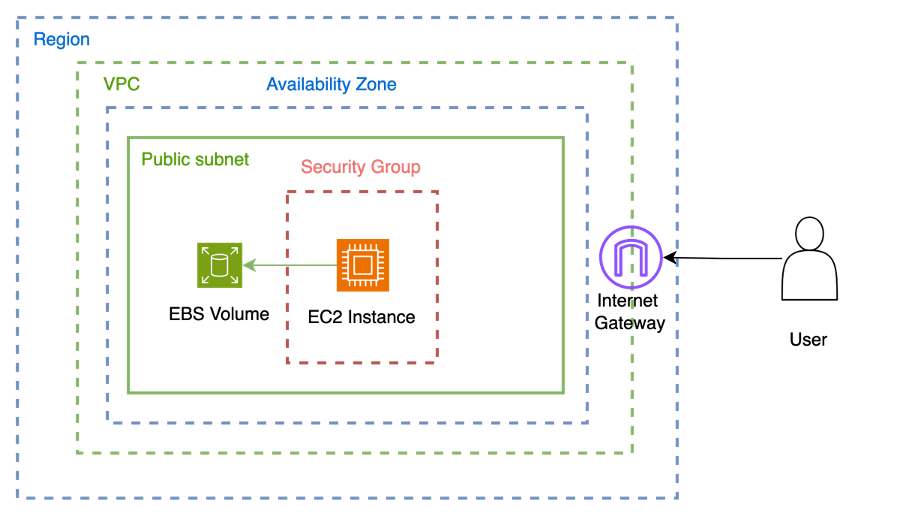 Region
VPC
Availability Zone
Public subnet
Security Group
EBS Volume
EC2 Instance
Internet
Gateway
User